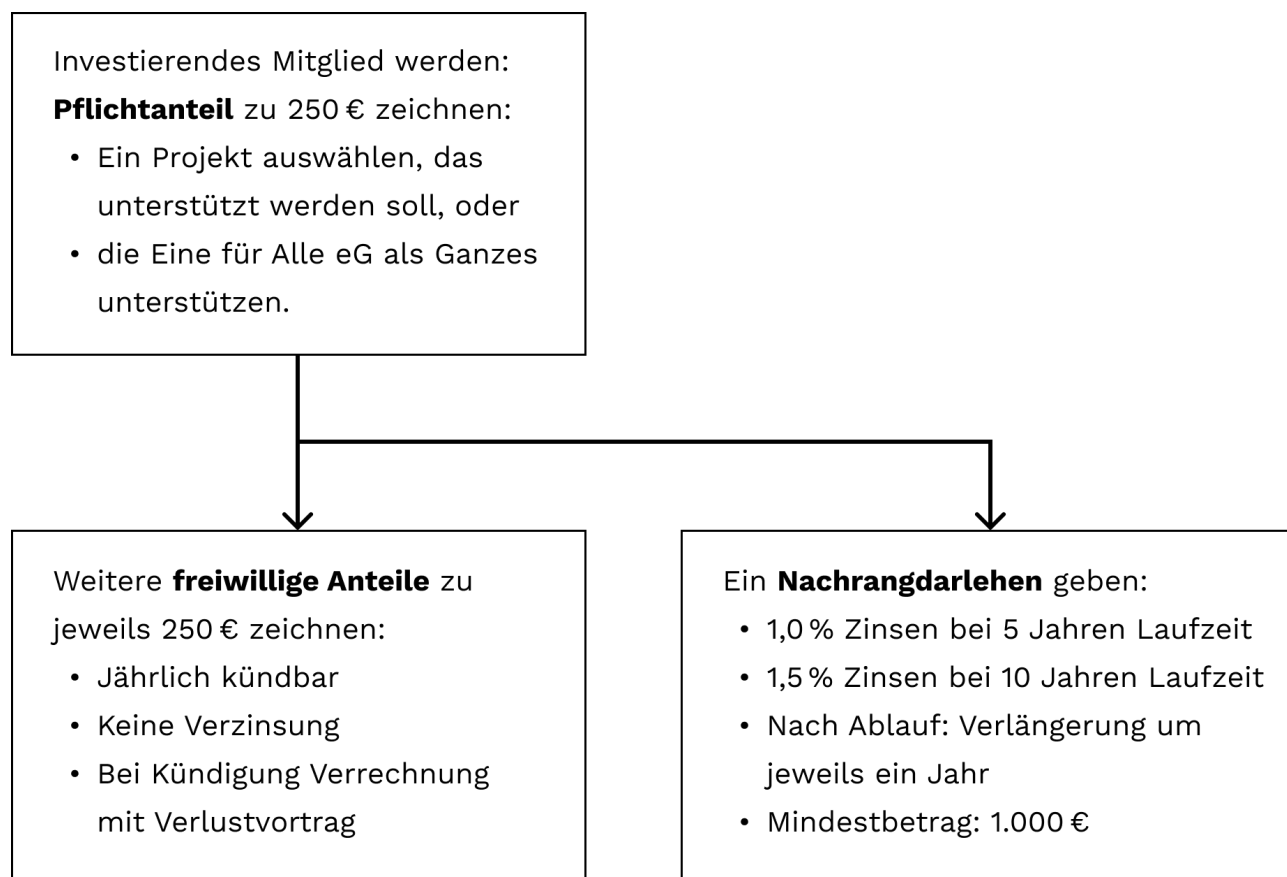 Investierendes Mitglied werden:
Pflichtanteil zu 250 € zeichnen:
• Ein Projekt auswählen, das
unterstützt werden soll, oder
• die Eine für Alle eG als Ganzes
unterstützen.
Weitere freiwillige Anteile zu
jeweils 250 € zeichnen:
• Jährlich kündbar
• Keine Verzinsung
• Bei Kündigung Verrechnung
mit Verlustvortrag
Ein Nachrangdarlehen geben:
• 1,0 % Zinsen bei 5 Jahren Laufzeit
• 1,5 % Zinsen bei 10 Jahren Laufzeit
• Nach Ablauf: Verlängerung um
jeweils ein Jahr
• Mindestbetrag: 1.000 €